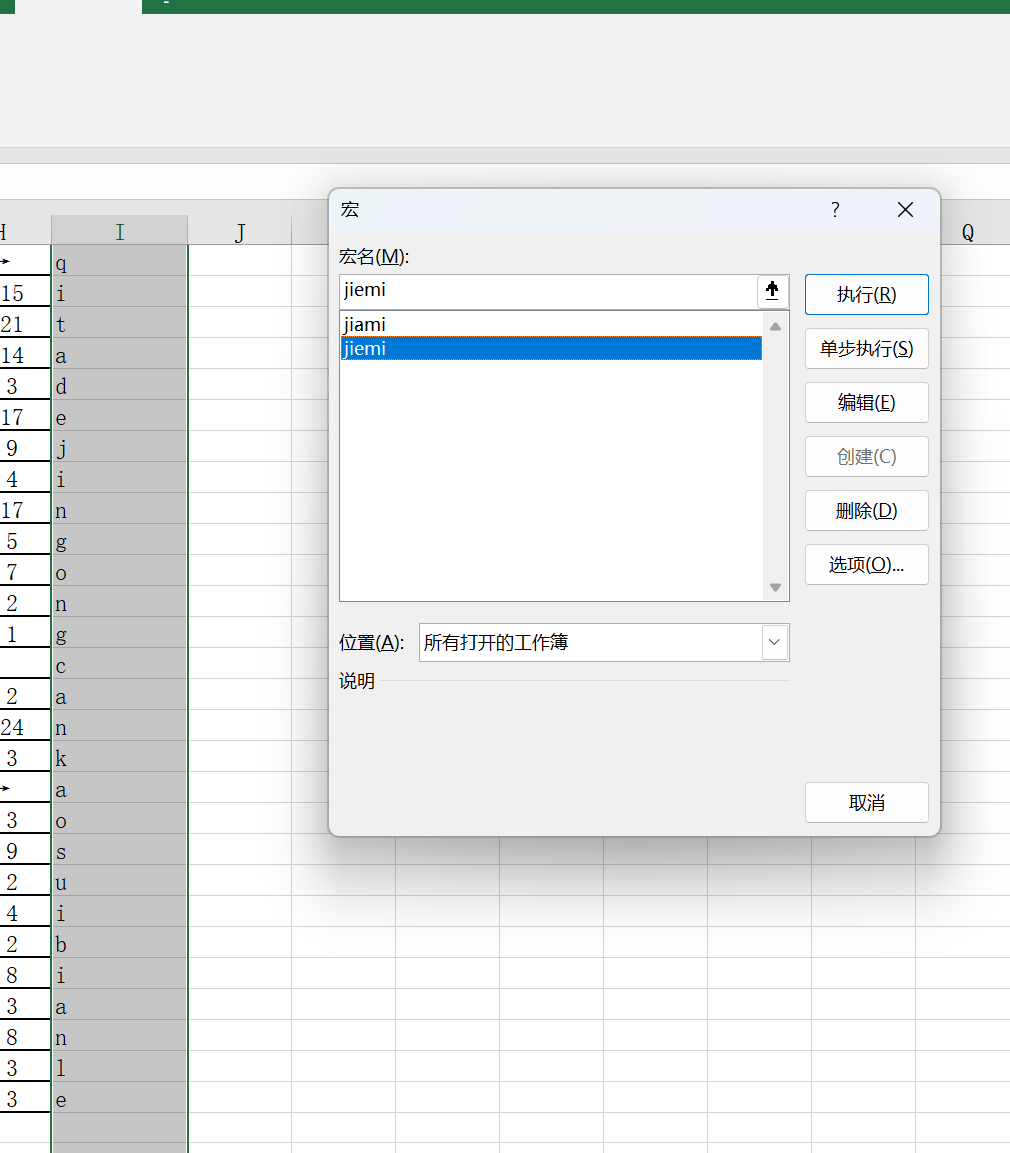 宏
?
H I J Q
宏名(M):
jiemi
执行(R)
jiami
jiemi
单步执行(S)
编辑(E)
创建(C)
删除(D)
选项(O)...
位置(A): 所有打开的工作簿
说明
取消
q
15 i
21 t
14 a
3 d
17 e
9 j
4 i
17 n
5 g
7 o
2 n
1 g
c
2 a
24 n
3 k
a
3 o
9 s
2 u
4 i
2 b
8 i
3 a
8 n
3 l
3 e